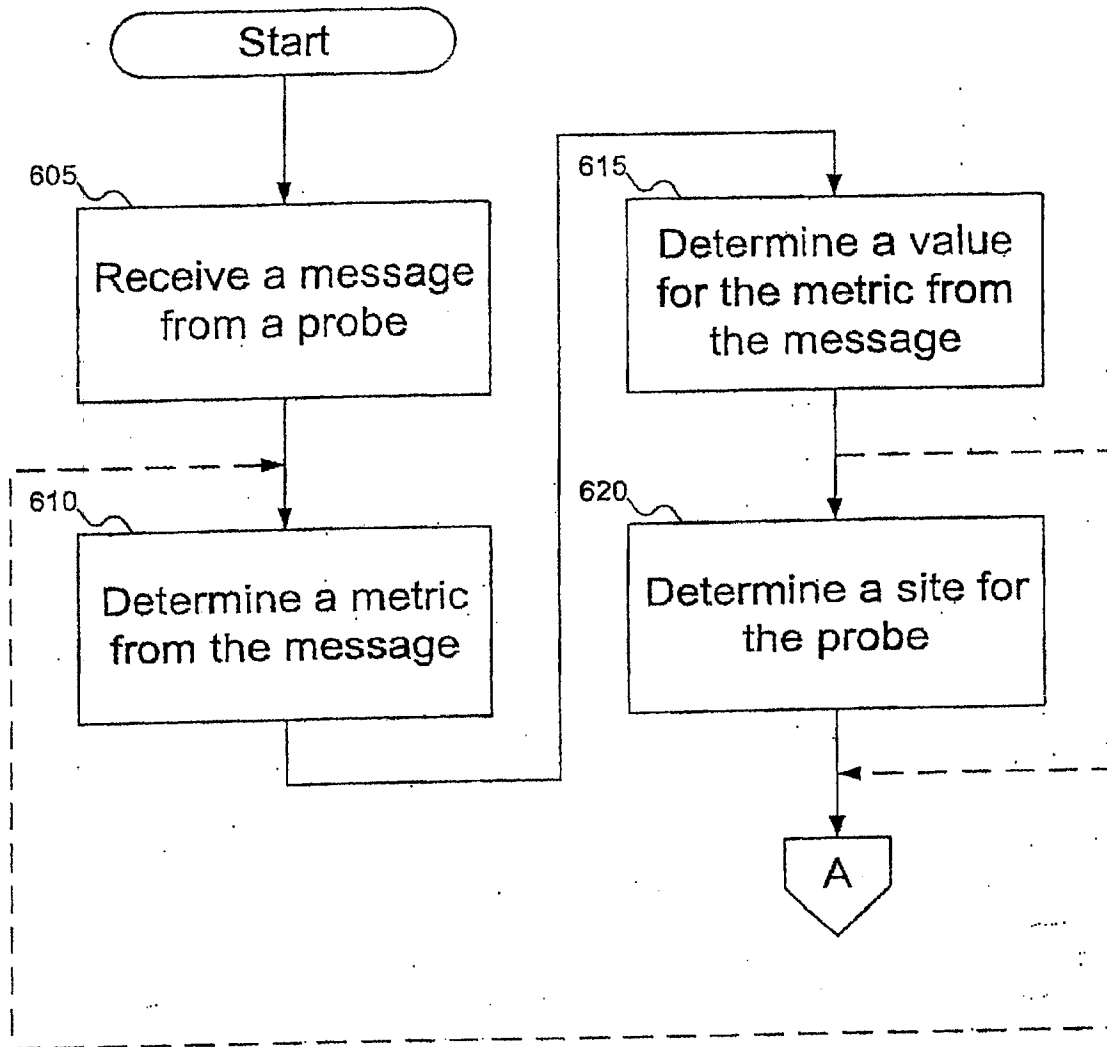 Start
605
Receive a message
from a probe
610
Determine a metric
from the message
615
Determine a value
for the metric from
the message
620
Determine a site for
the probe
A